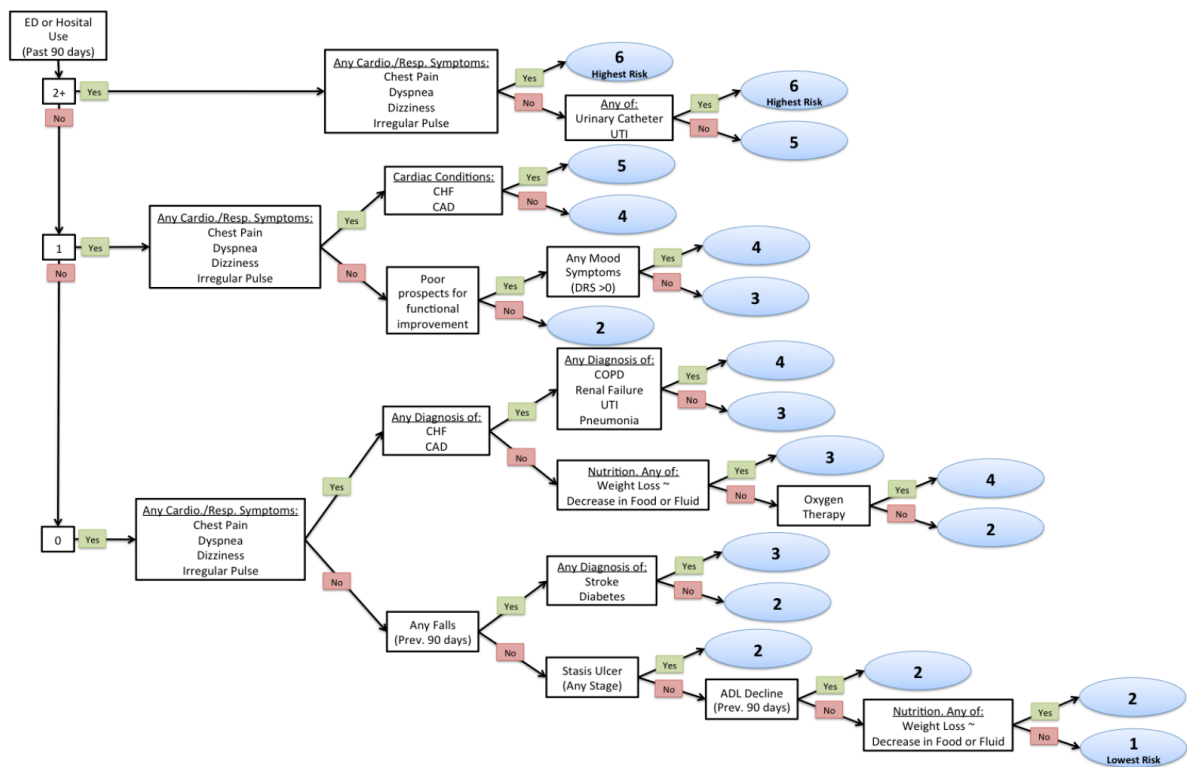 ED or Hosital
Use
(Past 90 days)
2+
Yes
No
Any Cardio./Resp. Symptoms:
Chest Pain
Dyspnea
Dizziness
Irregular Pulse
Yes
No
6
Highest Risk
Any of:
Urinary Catheter
UTI
Yes
No
6
Highest Risk
5
1
Yes
No
Any Cardio./Resp. Symptoms:
Chest Pain
Dyspnea
Dizziness
Irregular Pulse
Yes
No
Cardiac Conditions:
CHF
CAD
Yes
No
5
4
Poor
prospects for
functional
improvement
Yes
No
Any Mood
Symptoms
(DRS >0)
Yes
No
4
3
2
0
Yes
Any Cardio./Resp. Symptoms:
Chest Pain
Dyspnea
Dizziness
Irregular Pulse
Yes
No
Any Diagnosis of:
CHF
CAD
Yes
No
Any Diagnosis of:
COPD
Renal Failure
UTI
Pneumonia
Yes
No
4
3
Nutrition. Any of:
Weight Loss ~
Decrease in Food or Fluid
Yes
No
3
Oxygen
Therapy
Yes
No
4
2
Any Falls
(Prev. 90 days)
Yes
No
Any Diagnosis of:
Stroke
Diabetes
Yes
No
3
2
Stasis Ulcer
(Any Stage)
Yes
No
2
ADL Decline
(Prev. 90 days)
Yes
No
2
Nutrition. Any of:
Weight Loss ~
Decrease in Food or Fluid
Yes
No
2
1
Lowest Risk